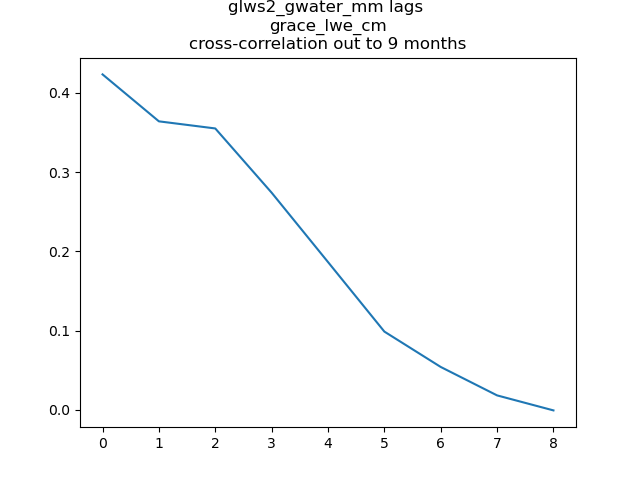 glws2_gwater_mm lags
grace_lwe_cm
cross-correlation out to 9 months
0.4
0.3
0.2
0.1
0.0
0 1 2 3 4 5 6 7 8